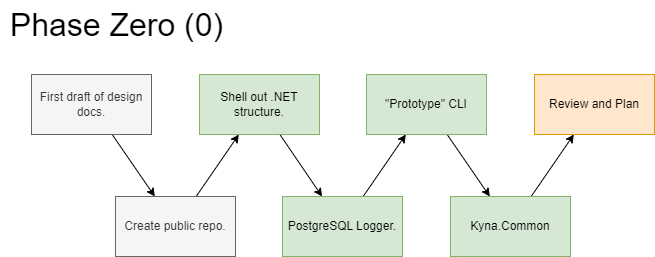 Phase Zero (0)
First draft of design
docs.
Create public repo.
Shell out .NET
structure.
PostgreSQL Logger.
"Prototype" CLI
Kyna.Common
Review and Plan